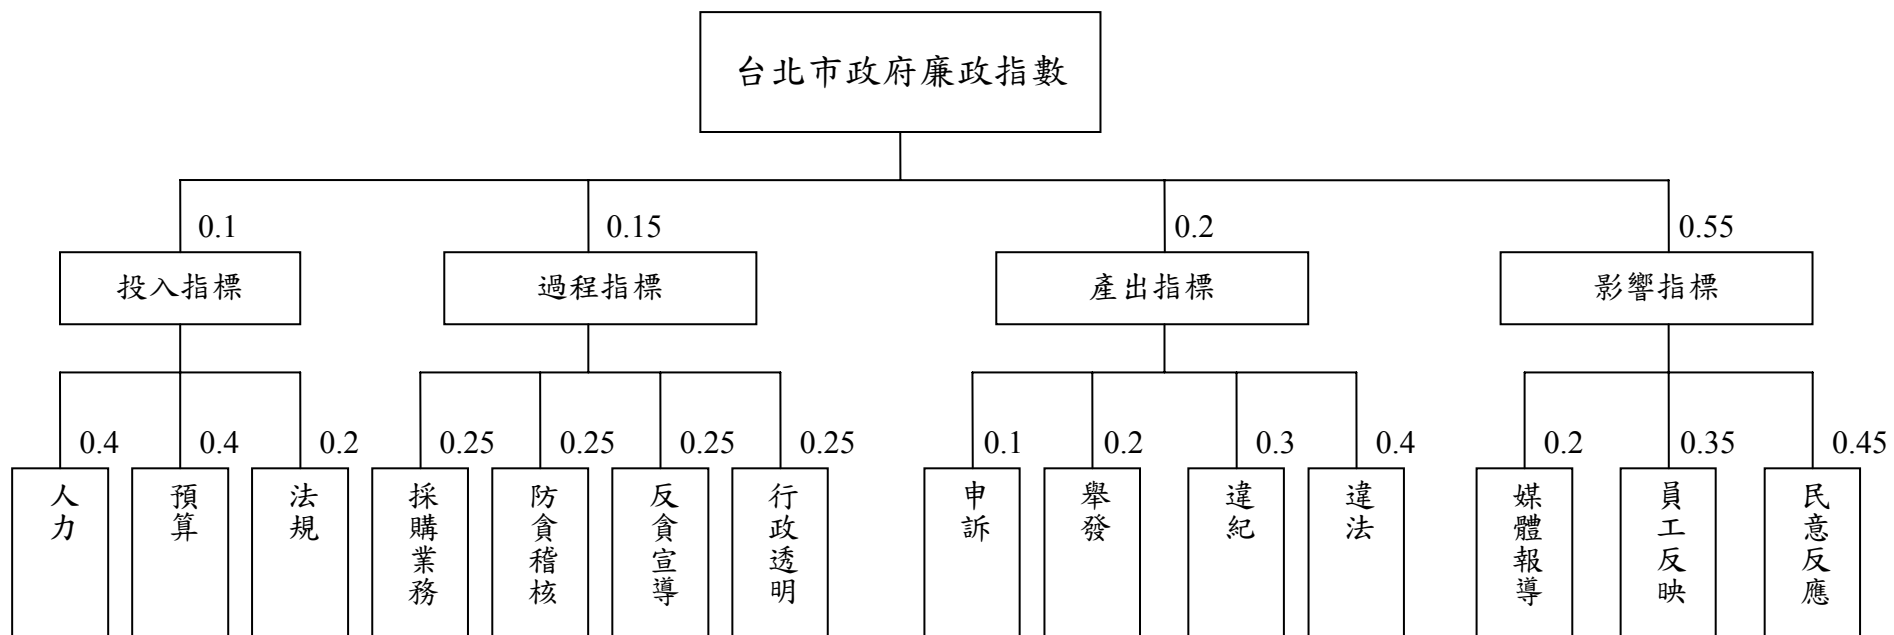 台北市政府廉政指數
0.1
0.15
0.2
0.55
投入指標
過程指標
產出指標
影響指標
0.4
0.4
0.2
0.25
0.25
0.25
0.25
0.1
0.2
0.3
0.4
0.2
0.35
0.45
人力
預算
法規
採購業務
防貪稽核
反貪宣導
行政透明
申訴
舉發
違紀
違法
媒體報導
員工反映
民意反應